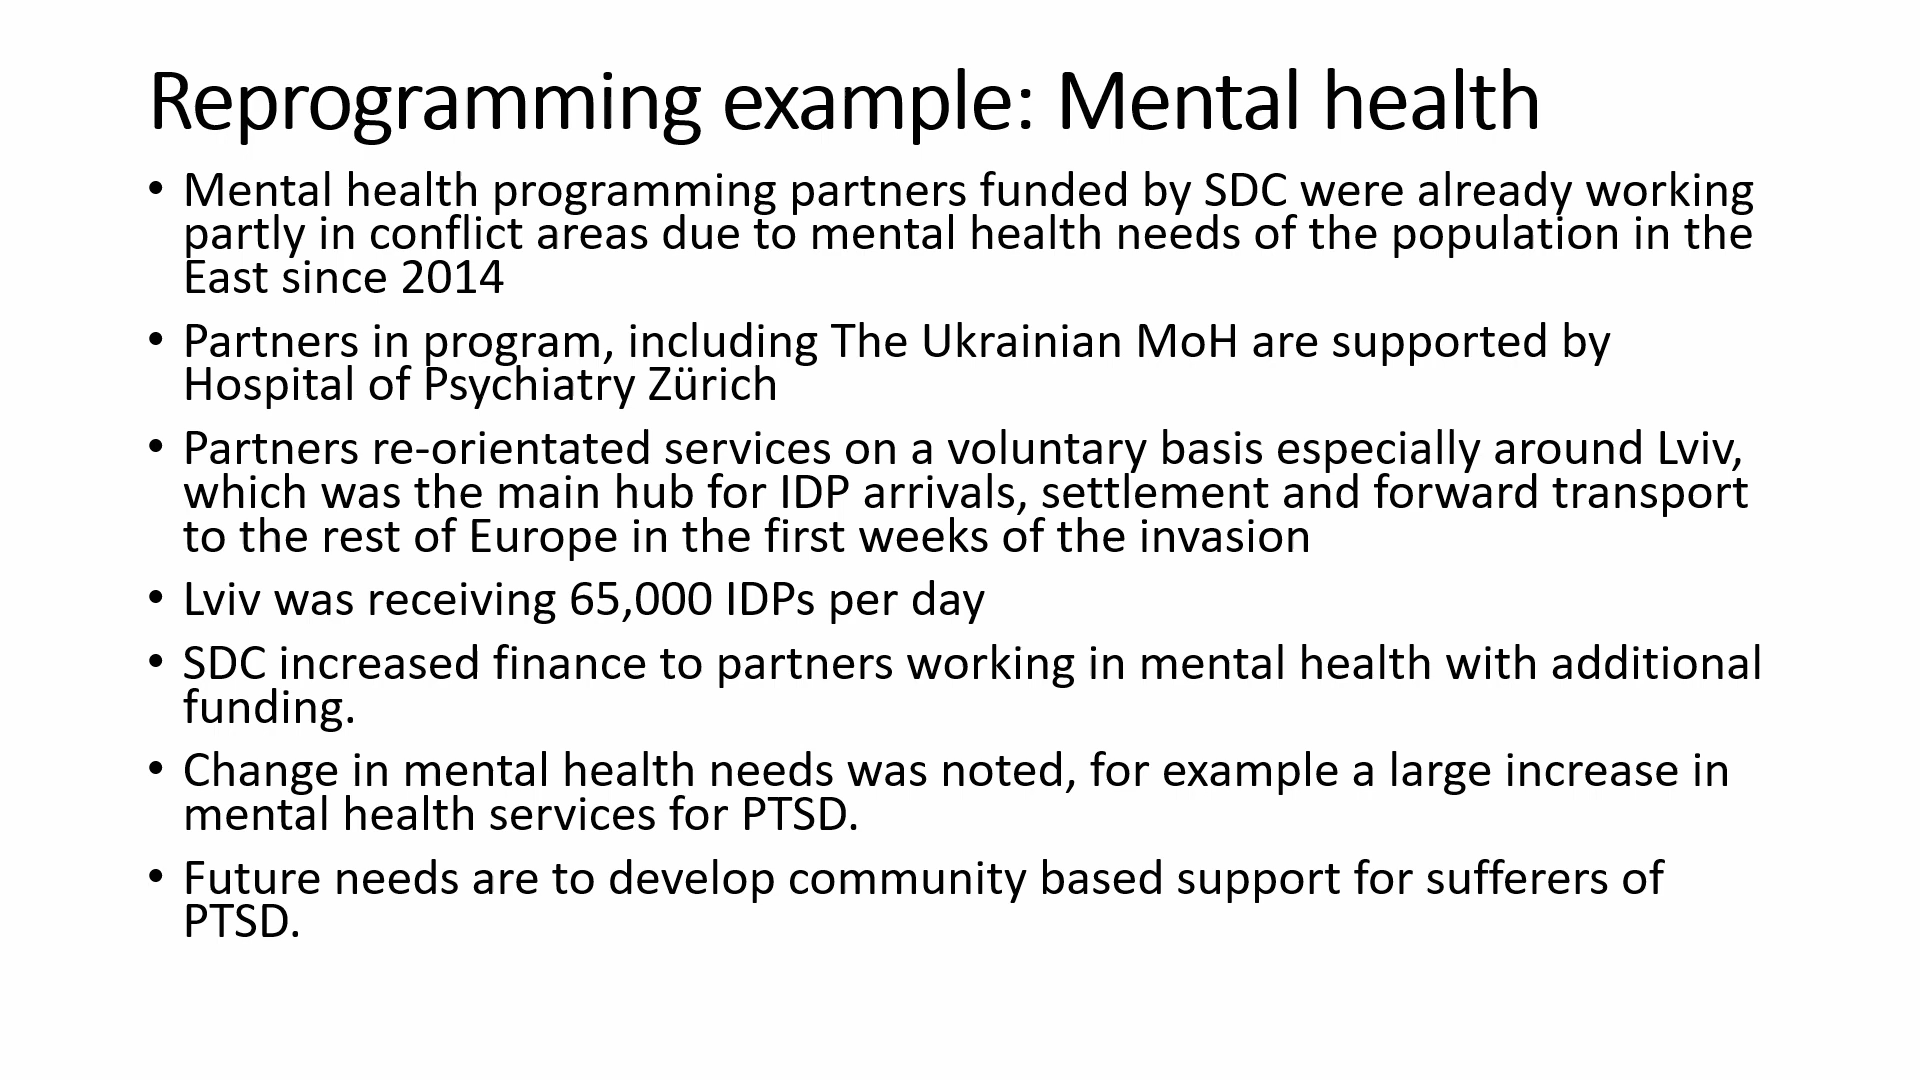 Reprogramming example: Mental health
• Mental health programming partners funded by SDC were already working
partly in conflict areas due to mental health needs of the population in the
East since 2014
• Partners in program, including The Ukrainian MoH are supported by
Hospital of Psychiatry Zürich
• Partners re-orientated services on a voluntary basis especially around Lviv,
which was the main hub for IDP arrivals, settlement and forward transport
to the rest of Europe in the first weeks of the invasion
• Lviv was receiving 65,000 IDPs per day
• SDC increased finance to partners working in mental health with additional
funding.
• Change in mental health needs was noted, for example a large increase in
mental health services for PTSD.
• Future needs are to develop community based support for sufferers of
PTSD.